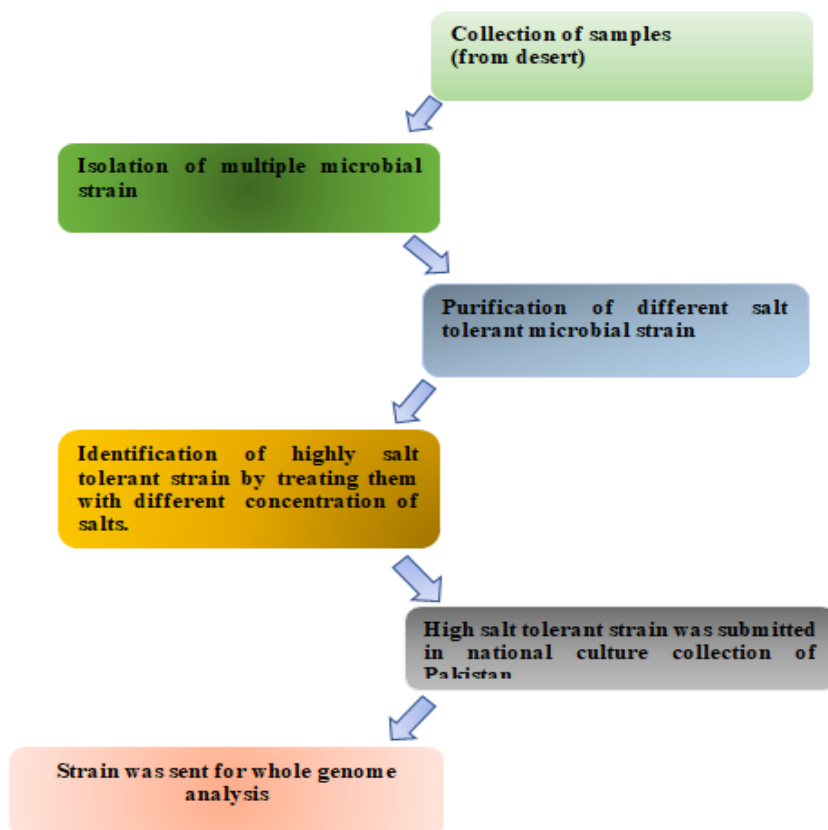 Collection of samples
(from desert)
Isolation of multiple microbial
strain
Purification of different salt
tolerant microbial strain
Identification of highly salt
tolerant strain by treating them
with different concentration of
salts.
High salt tolerant strain was submitted
in national culture collection of
Pakistan
Strain was sent for whole genome
analysis